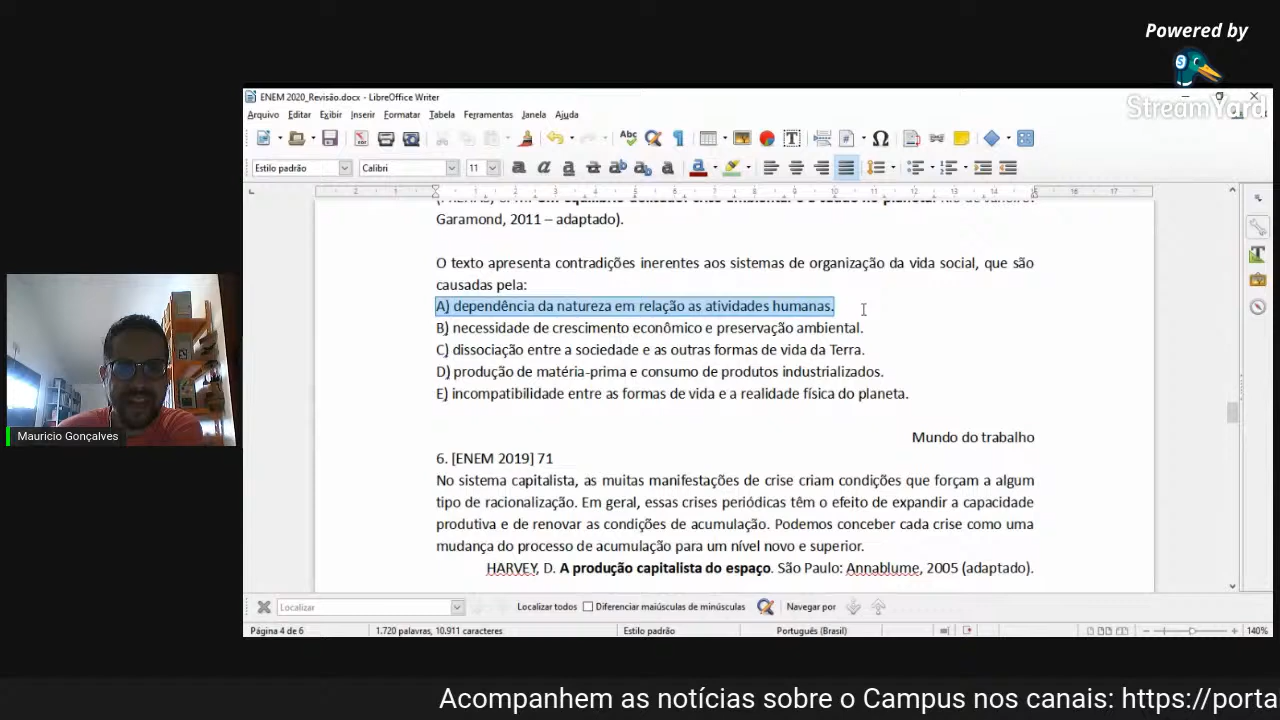 Powered by
StreamYard
ENEM 2020_Revisão.docx - LibreOffice Writer
Arquivo Editar Exibir Inserir Formatar Tabela Ferramentas Janela Ajuda
Estilo padrão Calibri 11
Garamond, 2011 – adaptado).
O texto apresenta contradições inerentes aos sistemas de organização da vida social, que são
causadas pela:
A) dependência da natureza em relação as atividades humanas.
B) necessidade de crescimento econômico e preservação ambiental.
C) dissociação entre a sociedade e as outras formas de vida da Terra.
D) produção de matéria-prima e consumo de produtos industrializados.
E) incompatibilidade entre as formas de vida e a realidade física do planeta.
Mundo do trabalho
6. [ENEM 2019] 71
No sistema capitalista, as muitas manifestações de crise criam condições que forçam a algum
tipo de racionalização. Em geral, essas crises periódicas têm o efeito de expandir a capacidade
produtiva e de renovar as condições de acumulação. Podemos conceber cada crise como uma
mudança do processo de acumulação para um nível novo e superior.
HARVEY, D. A produção capitalista do espaço. São Paulo: Annablume, 2005 (adaptado).
Mauricio Gonçalves
Localizar Localizar todos Diferenciar maiúsculas de minúsculas Navegar por
Página 4 de 6 1.720 palavras, 10.911 caracteres Estilo padrão Português (Brasil) 140%
Acompanhem as notícias sobre o Campus nos canais: https://porta